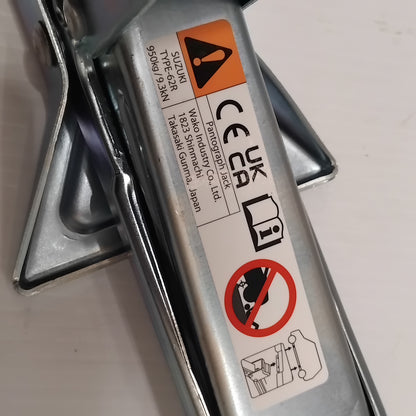 SUZUKI
TYPE-62R
950kg / 9.3kN
Pantograph Jack
Wako Industry Co., Ltd.
1823 Shinmachi
Takasaki Gunma, Japan
CE
UK
CA